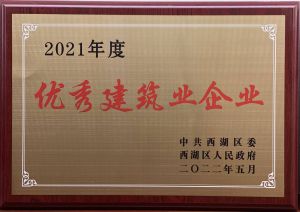 2021年度
优秀建筑业企业
中共西湖区委
西湖区人民政府
二〇二二年五月